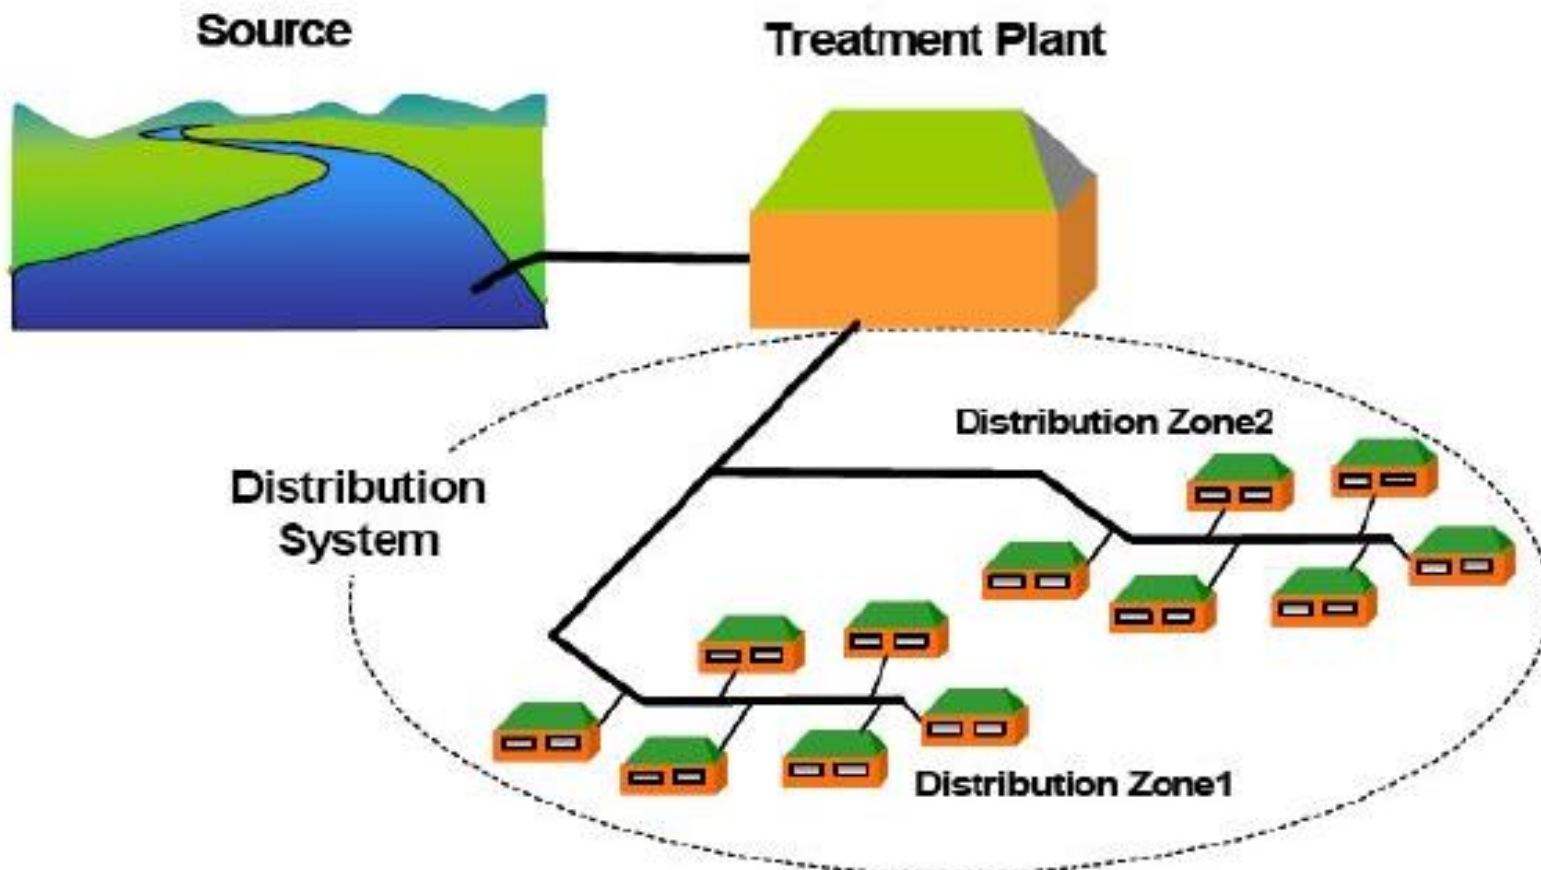 Source
Treatment Plant
Distribution Zone2
Distribution
System
Distribution Zone1